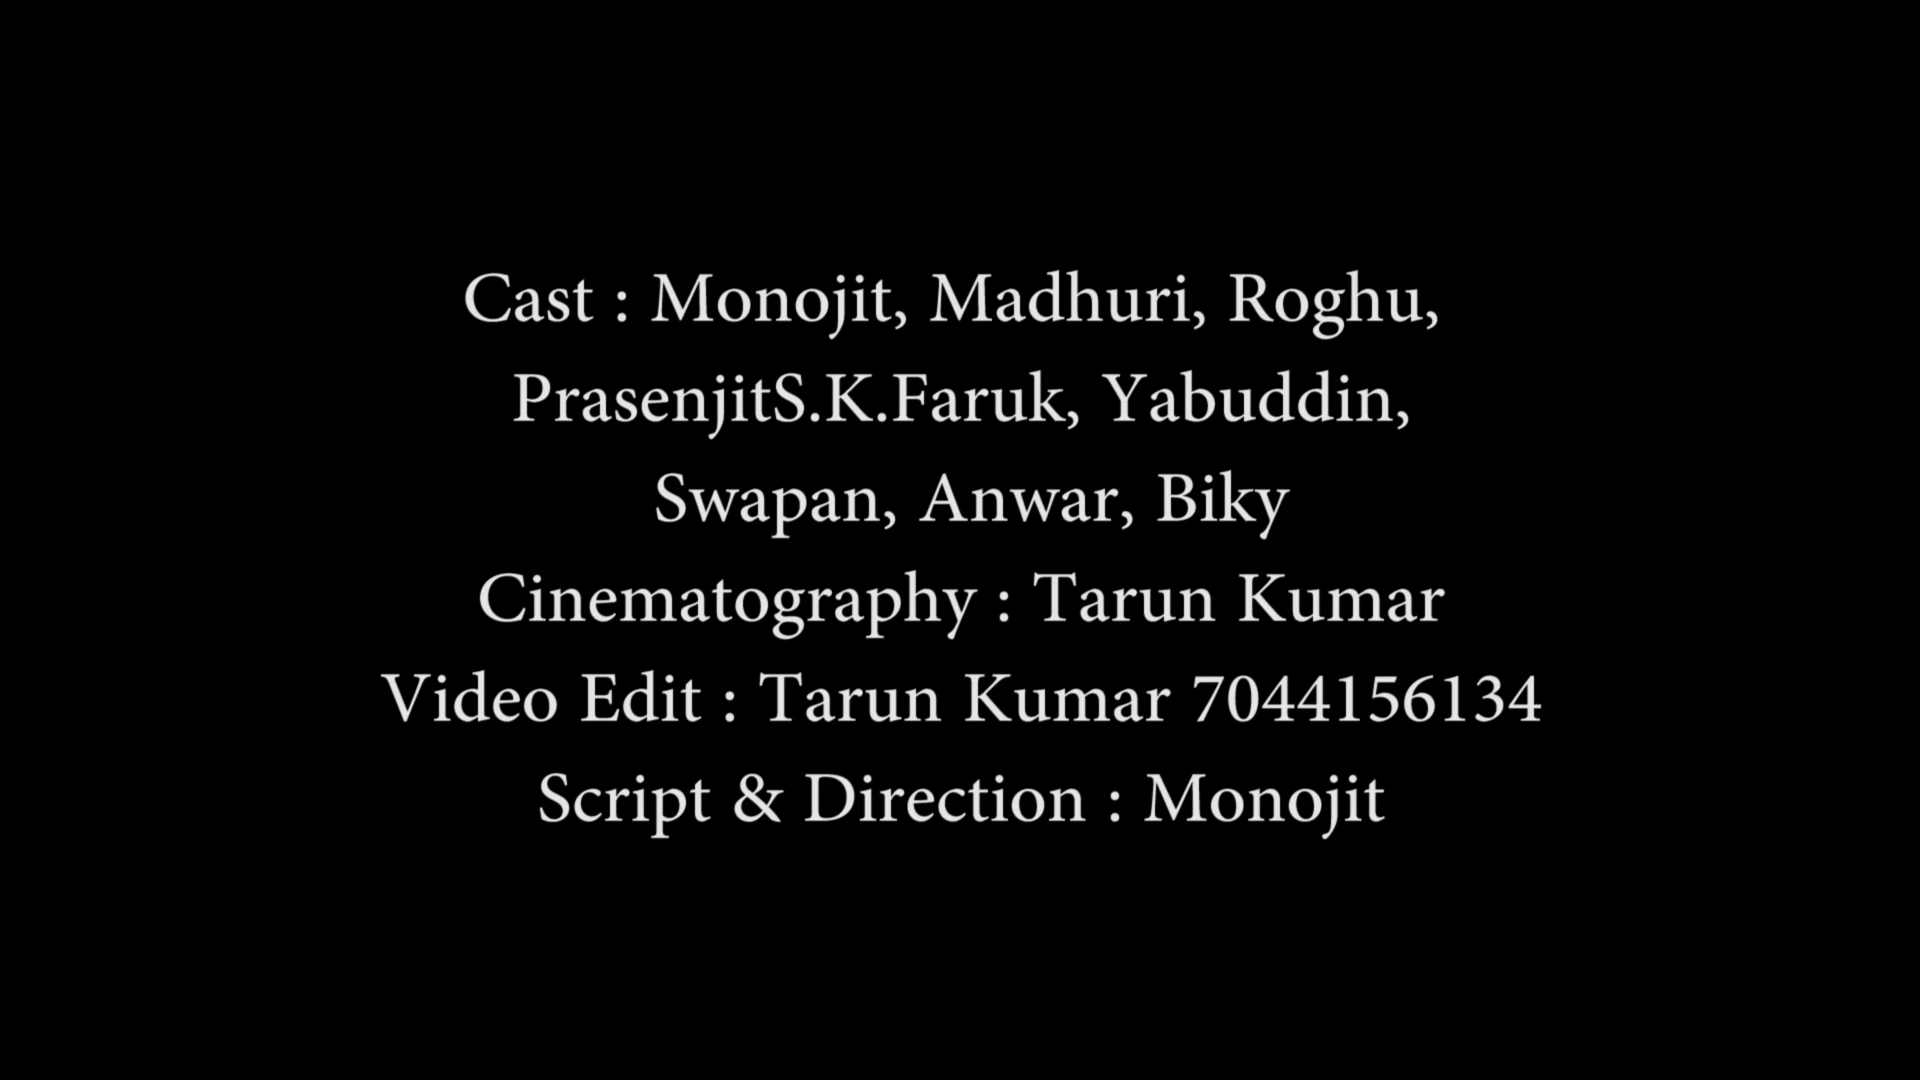 Cast : Monojit, Madhuri, Roghu,
PrasenjitS.K.Faruk, Yabuddin,
Swapan, Anwar, Biky
Cinematography : Tarun Kumar
Video Edit : Tarun Kumar 7044156134
Script & Direction : Monojit